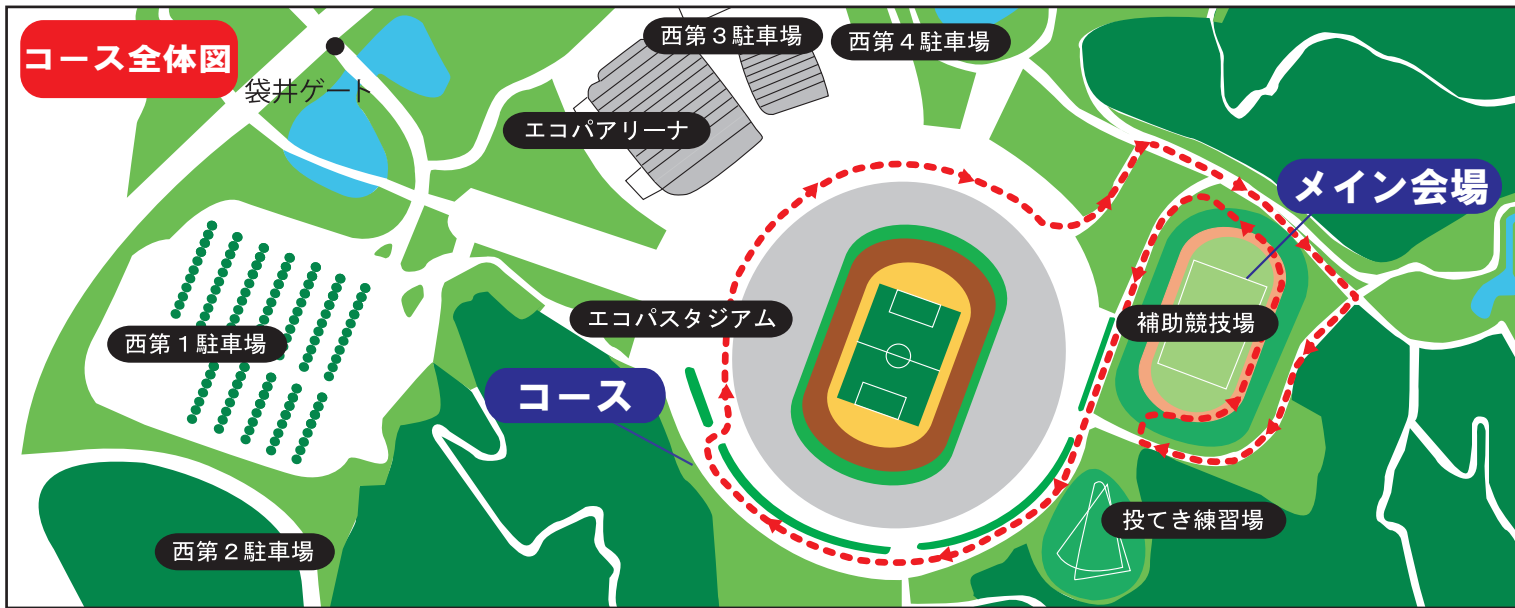 コース全体図
袋井ゲート
西第３駐車場
西第４駐車場
エコパアリーナ
メイン会場
エコパスタジアム
補助競技場
西第１駐車場
コース
投てき練習場
西第２駐車場